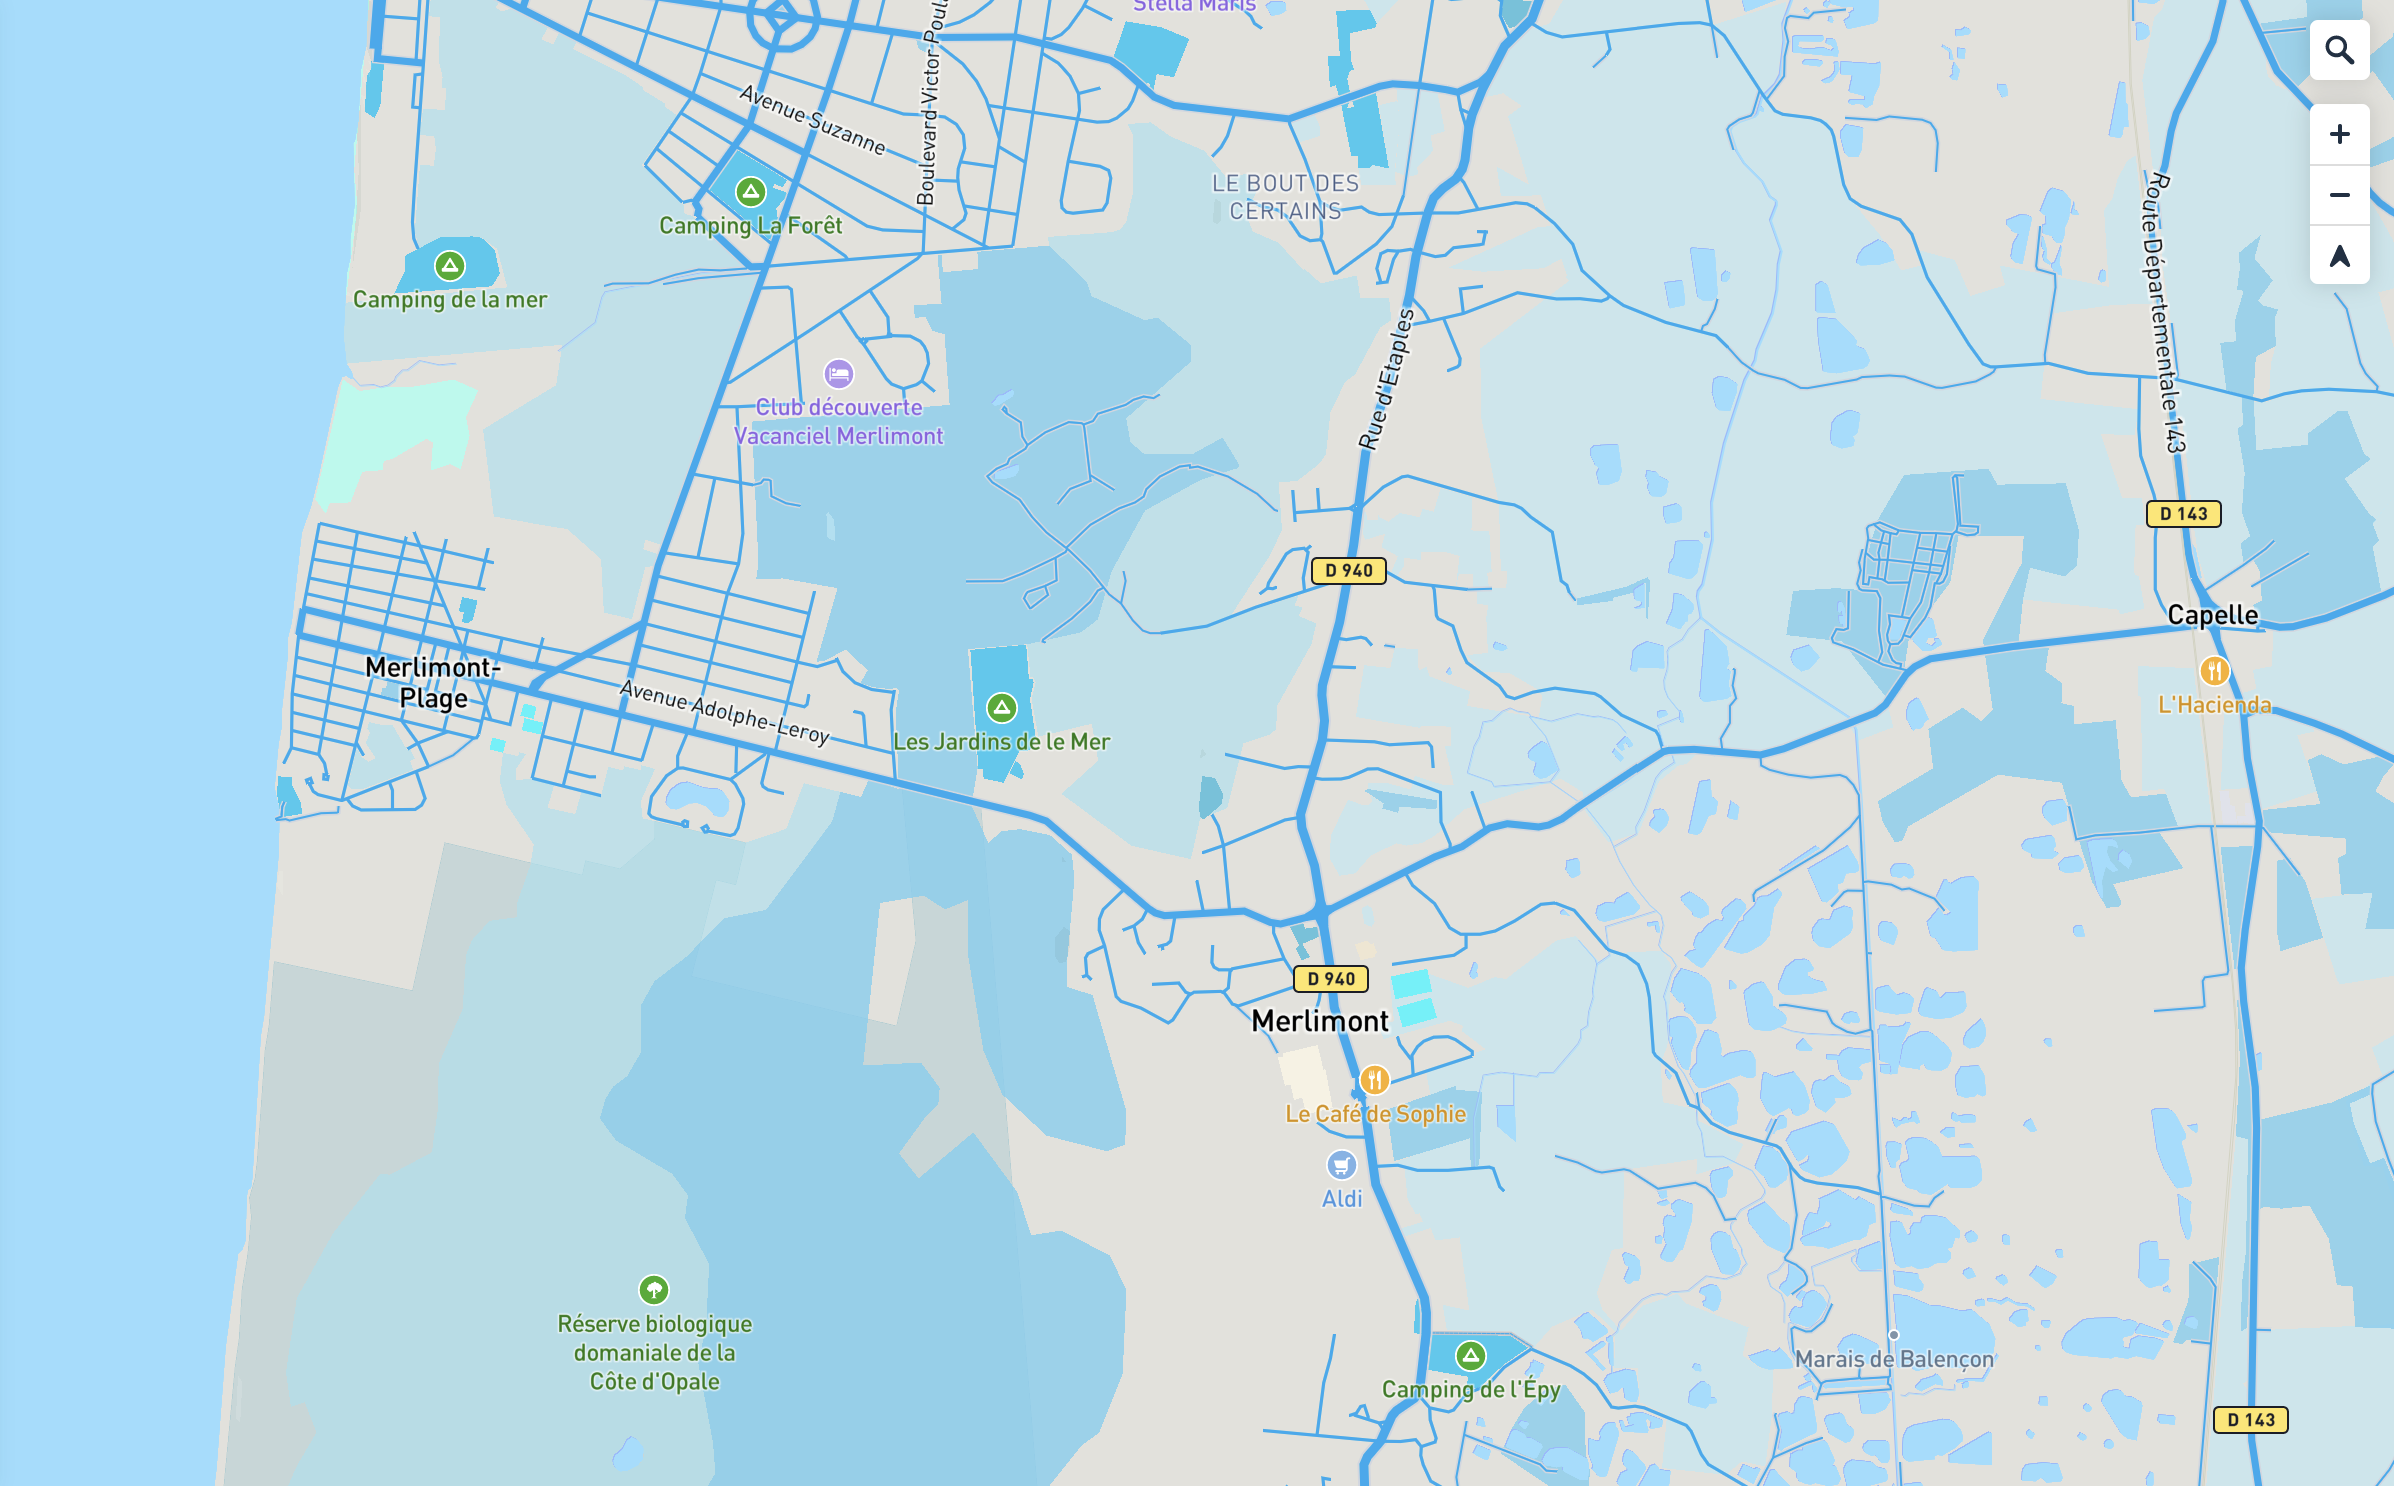 Stella Maris
Boulevard Victor Poula
Avenue Suzanne
LE BOUT DES
CERTAINS
Route Départementale 143
Camping La Forêt
Camping de la mer
Rue d'Etaples
Club découverte
Vacanciel Merlimont
D 143
D 940
Capelle
Merlimont-
Plage
L'Hacienda
Avenue Adolphe-Leroy
Les Jardins de le Mer
D 940
Merlimont
Le Café de Sophie
Aldi
Réserve biologique
domaniale de la
Côte d'Opale
Marais de Balençon
Camping de l'Épy
D 143